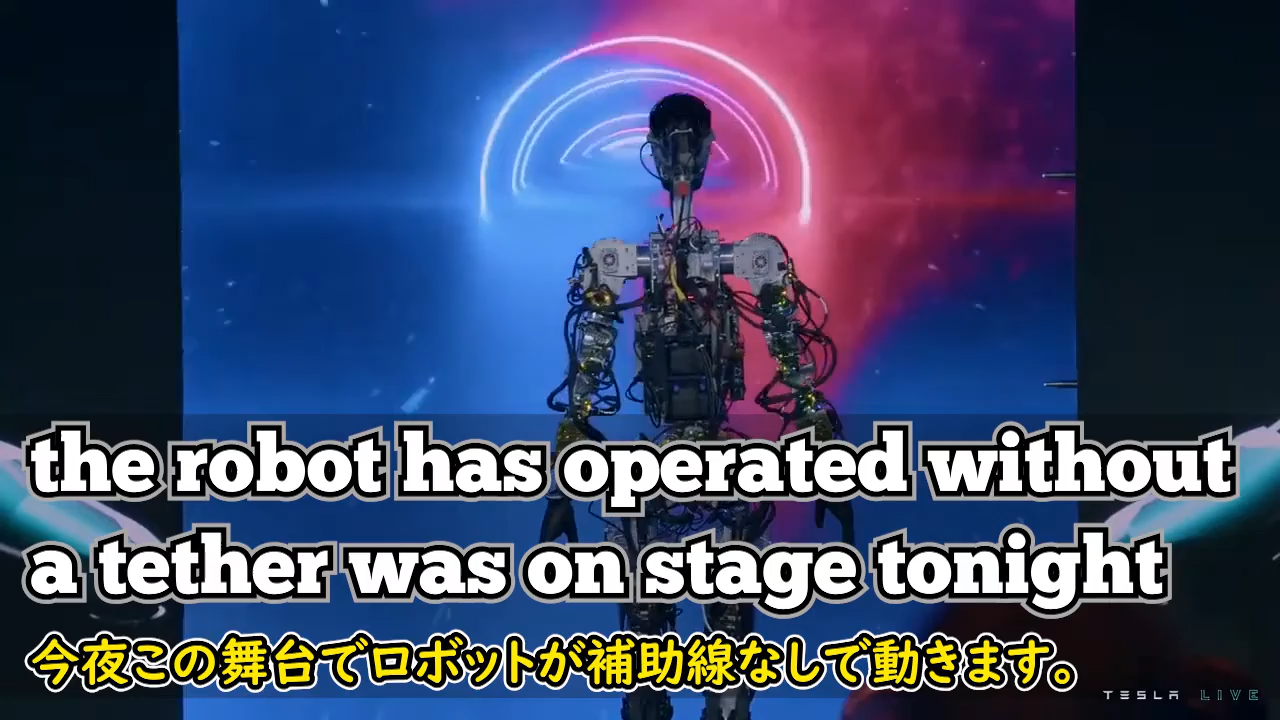 the robot has operated without
a tether was on stage tonight
今夜この舞台でロボットが補助線なしで動きます。
TESLA LIVE